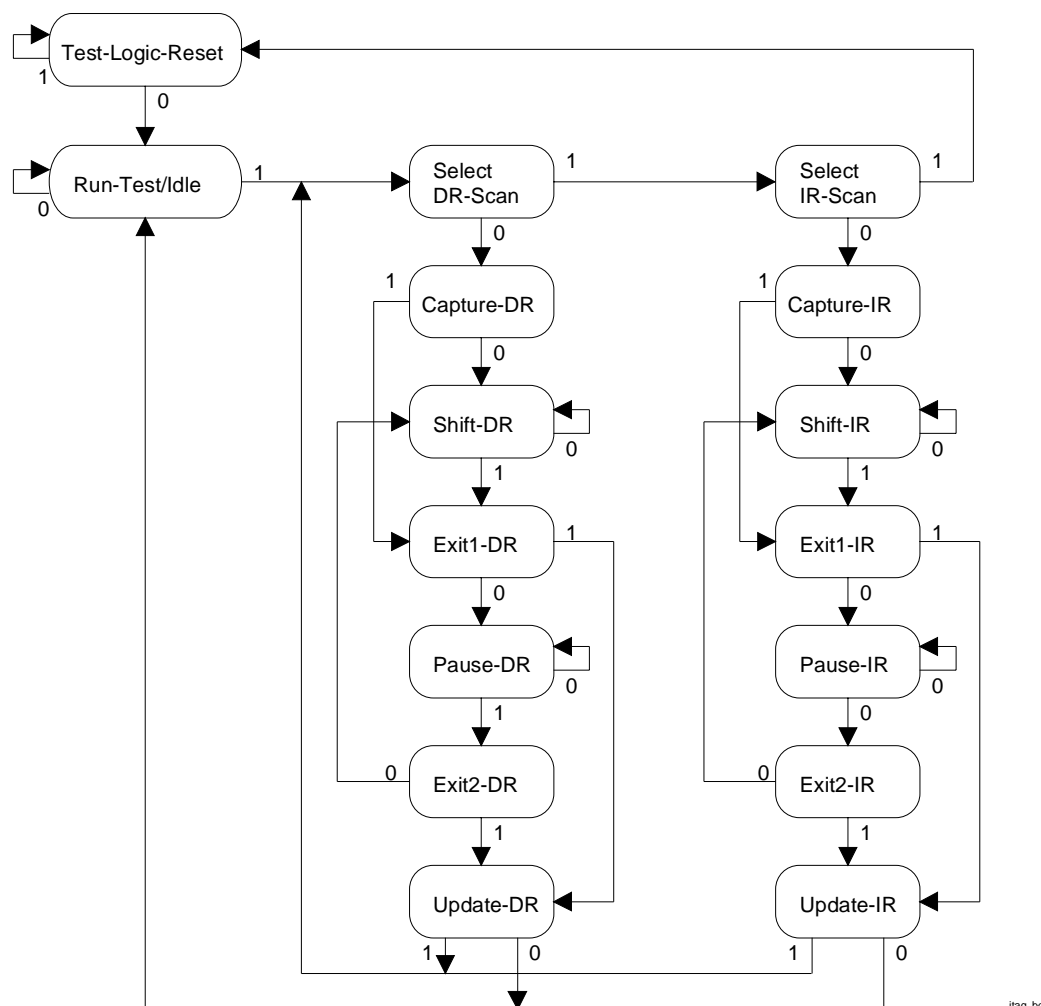 Test-Logic-Reset
1
0
Run-Test/Idle
0
1
Select
DR-Scan
1
Select
IR-Scan
1
0
0
1
Capture-DR
1
Capture-IR
0
0
Shift-DR
0
Shift-IR
0
1
1
Exit1-DR
1
Exit1-IR
1
0
0
Pause-DR
0
Pause-IR
0
1
0
0
Exit2-DR
0
Exit2-IR
1
1
Update-DR
Update-IR
1
0
1
0